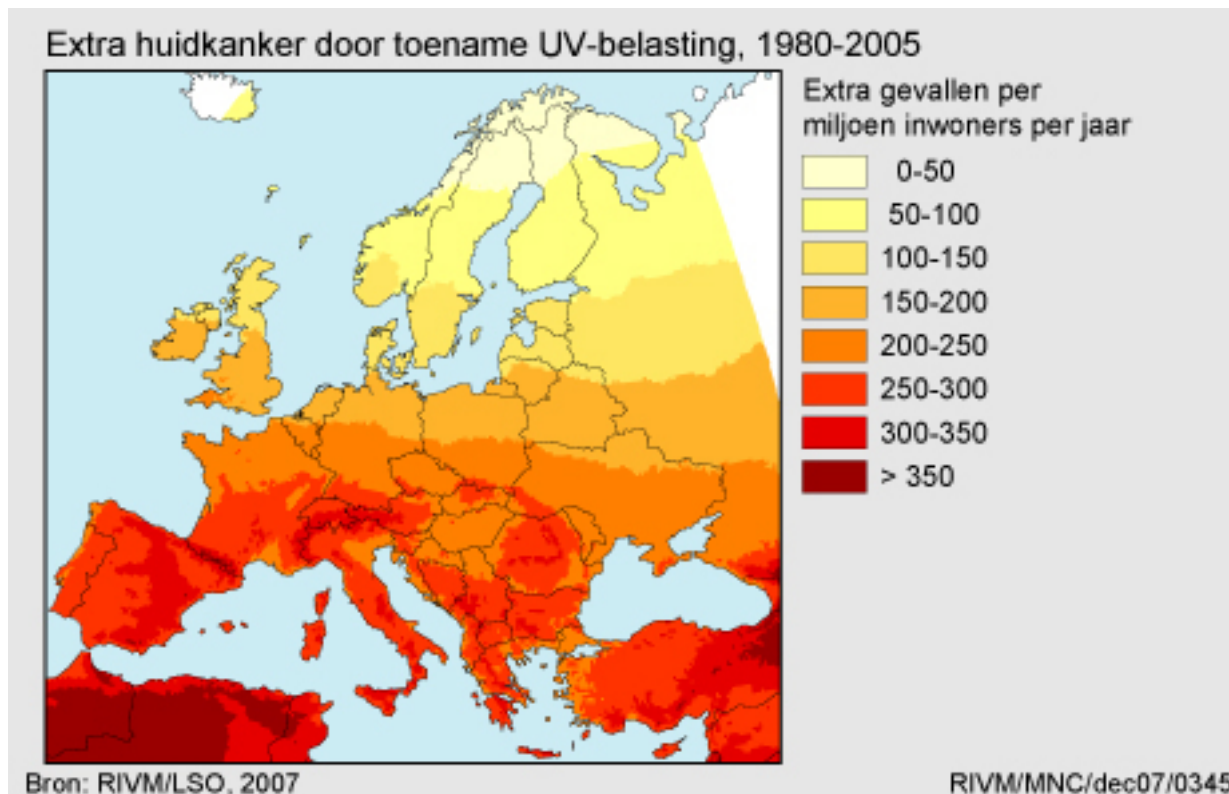 Extra huidkanker door toename UV-belasting, 1980-2005
Extra gevallen per
miljoen inwoners per jaar
0-50
50-100
100-150
150-200
200-250
250-300
300-350
> 350
Bron: RIVM/LSO, 2007
RIVM/MNC/dec07/0345